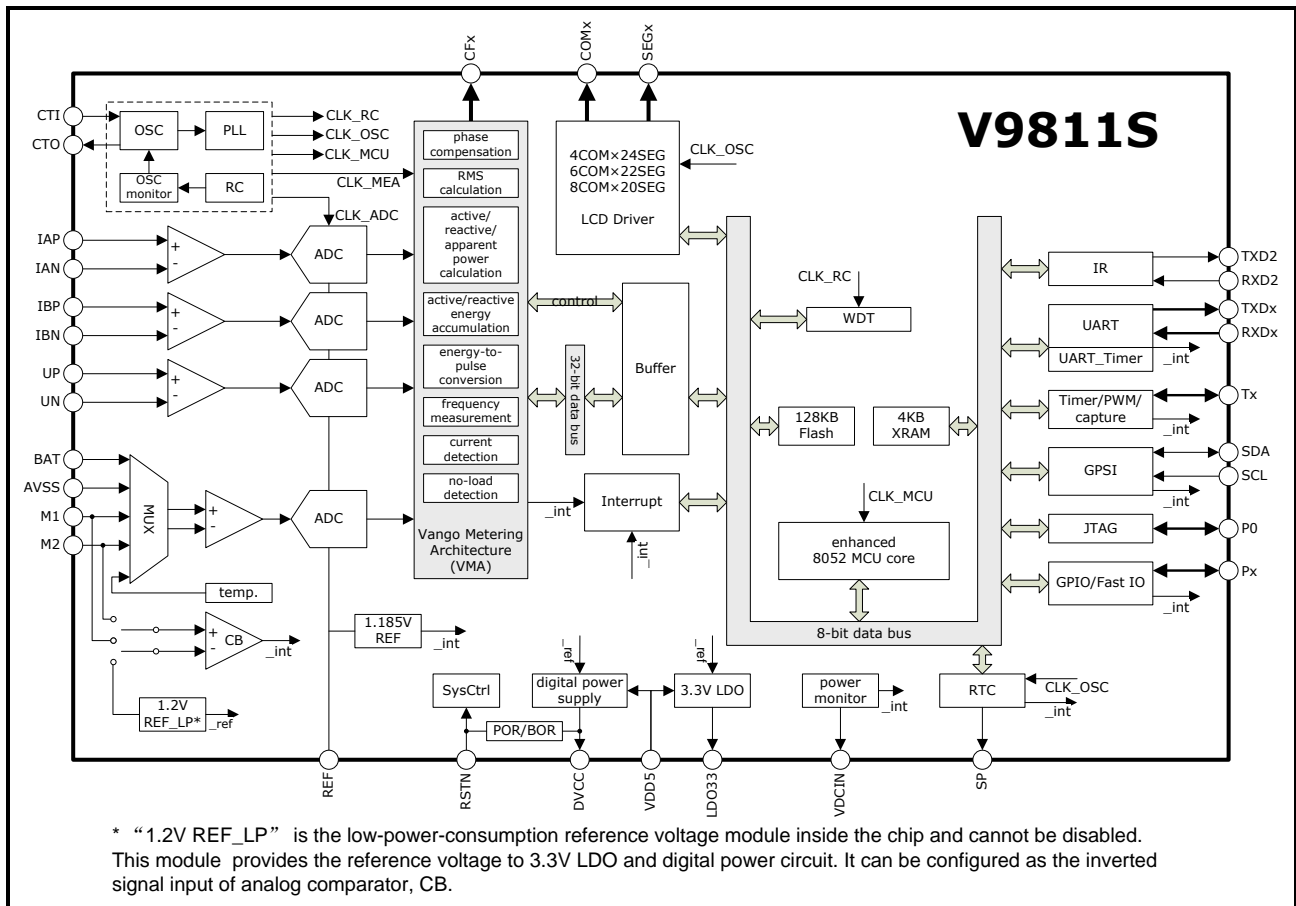 CFx
COMx
SEGx
V9811S
CTI
CTO
OSC
PLL
OSC
monitor
RC
CLK_RC
CLK_OSC
CLK_MCU
CLK_MEA
CLK_ADC
phase
compensation
RMS
calculation
active/
reactive/
apparent
power
calculation
active/reactive
energy
accumulation
energy-to-
pulse
conversion
frequency
measurement
current
detection
no-load
detection
Vango Metering
Architecture
(VMA)
4COM×24SEG
6COM×22SEG
8COM×20SEG
LCD Driver
CLK_OSC
IAP
IAN
+
-
ADC
IBP
IBN
+
-
ADC
UP
UN
+
-
ADC
BAT
AVSS
M1
M2
MUX
+
-
ADC
temp.
+
-
CB
_int
1.2V
REF_LP*
_ref
1.185V
REF
_int
control
32-bit data bus
Buffer
_int
Interrupt
_int
CLK_RC
WDT
128KB
Flash
4KB
XRAM
CLK_MCU
enhanced
8052 MCU core
8-bit data bus
IR
TXD2
RXD2
UART
UART_Timer
TXDx
RXDx
_int
Timer/PWM/
capture
Tx
_int
GPSI
SDA
SCL
_int
JTAG
P0
GPIO/Fast IO
Px
_int
SysCtrl
POR/BOR
_ref
digital power
supply
_ref
3.3V LDO
power
monitor
_int
RTC
CLK_OSC
_int
REF
RSTN
DVCC
VDD5
LDO33
VDCIN
SP
* “1.2V REF_LP” is the low-power-consumption reference voltage module inside the chip and cannot be disabled.
This module provides the reference voltage to 3.3V LDO and digital power circuit. It can be configured as the inverted
signal input of analog comparator, CB.